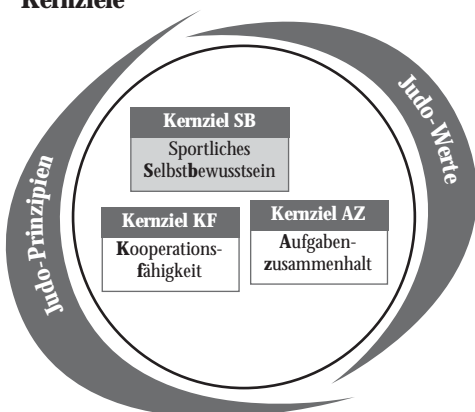 Kernziele
Judo-Werte
Judo-Prinzipien
Kernziel SB
Sportliches
Selbstbewusstsein
Kernziel KF
Kooperations-
fähigkeit
Kernziel AZ
Aufgaben-
zusammenhalt